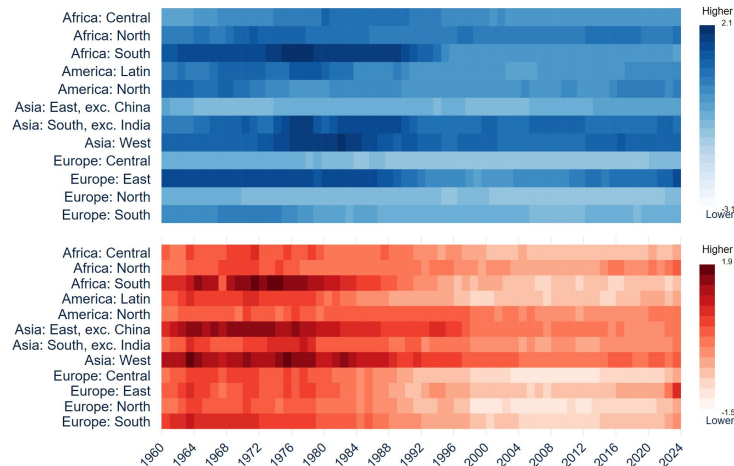 Higher
2.1
Africa: Central
Africa: North
Africa: South
America: Latin
America: North
Asia: East, exc. China
Asia: South, exc. India
Asia: West
Europe: Central
Europe: East
Europe: North
Europe: South
-3.1
Lower
Higher
1.9
Africa: Central
Africa: North
Africa: South
America: Latin
America: North
Asia: East, exc. China
Asia: South, exc. India
Asia: West
Europe: Central
Europe: East
Europe: North
Europe: South
-1.5
Lower
1960 1964 1968 1972 1976 1980 1984 1988 1992 1996 2000 2004 2008 2012 2016 2020 2024